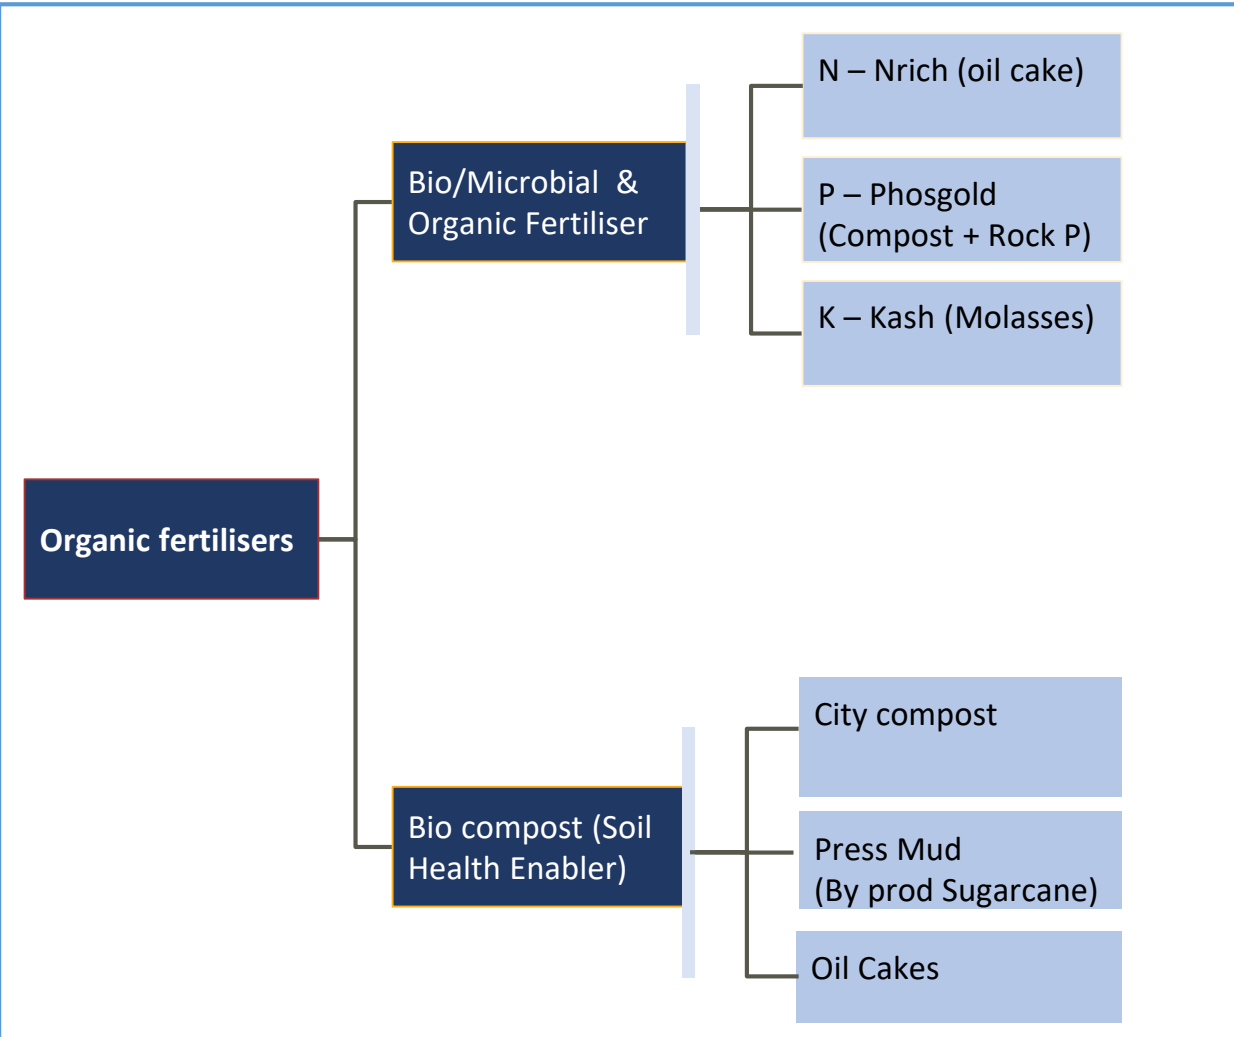 N – Nrich (oil cake)
Bio/Microbial  &
Organic Fertiliser
P – Phosgold
(Compost + Rock P)
K – Kash (Molasses)
Organic fertilisers
City compost
Bio compost (Soil
Health Enabler)
Press Mud
(By prod Sugarcane)
Oil Cakes